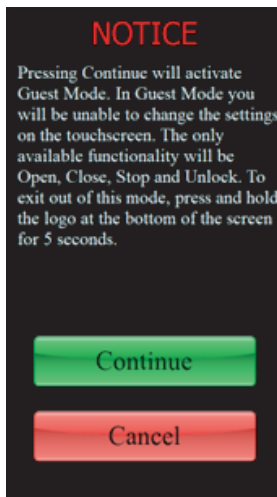 NOTICE
Pressing Continue will activate
Guest Mode. In Guest Mode you
will be unable to change the settings
on the touchscreen. The only
available functionality will be
Open, Close, Stop and Unlock. To
exit out of this mode, press and hold
the logo at the bottom of the screen
for 5 seconds.
Continue
Cancel